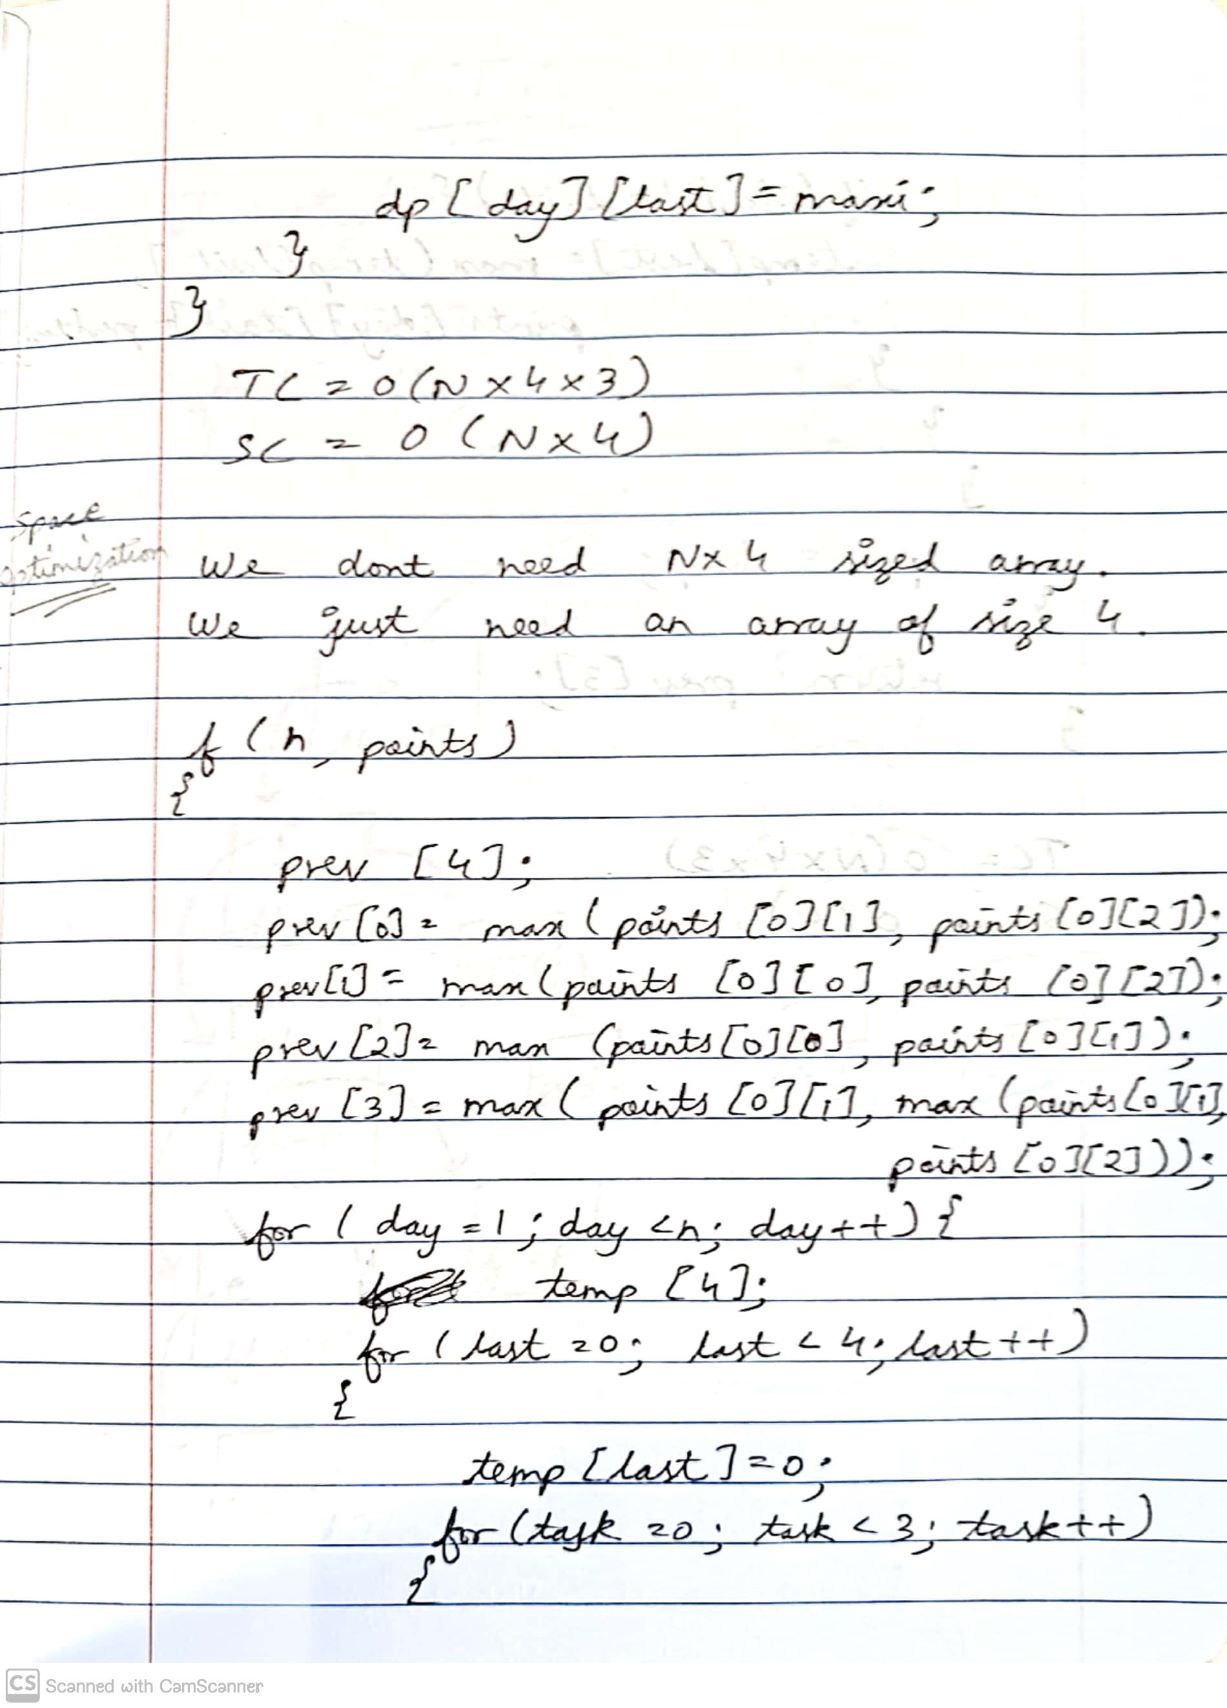 dp [day] [last] = maxi;
}
}
TC = O(N x 4 x 3)
SC = O (N x 4)
Space
optimization
We dont need Nx4 sized array.
We just need an array of size 4.
f (n, points)
{
prev [4];
prev [0] = max ( points [0][1], points [0][2]);
prev [1] = max (points [0][0], points [0][2]);
prev [2] = max (points [0][0], points [0][1]);
prev [3] = max ( points [0][1], max (points [0][1],
points [0][2]));
for ( day = 1; day < n; day++) {
temp [4];
for ( last = 0; last < 4; last ++)
{
temp [last] = 0;
for (task = 0; task < 3; task++)
{
CS Scanned with CamScanner